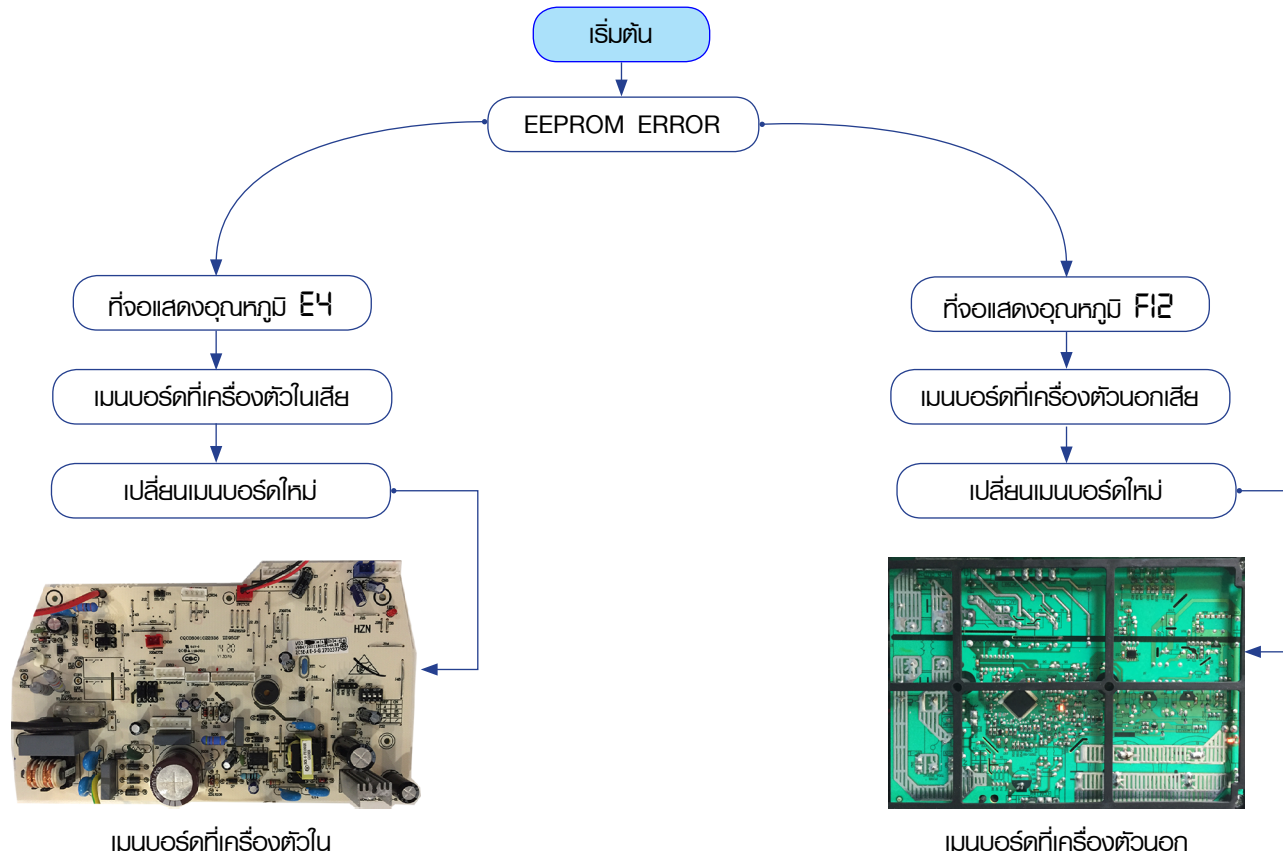 เริ่มต้น
EEPROM ERROR
ที่จอแสดงอุณหภูมิ E4
ที่จอแสดงอุณหภูมิ F12
เมนบอร์ดที่เครื่องตัวในเสีย
เมนบอร์ดที่เครื่องตัวนอกเสีย
เปลี่ยนเมนบอร์ดใหม่
เปลี่ยนเมนบอร์ดใหม่
HZN
เมนบอร์ดที่เครื่องตัวใน
เมนบอร์ดที่เครื่องตัวนอก